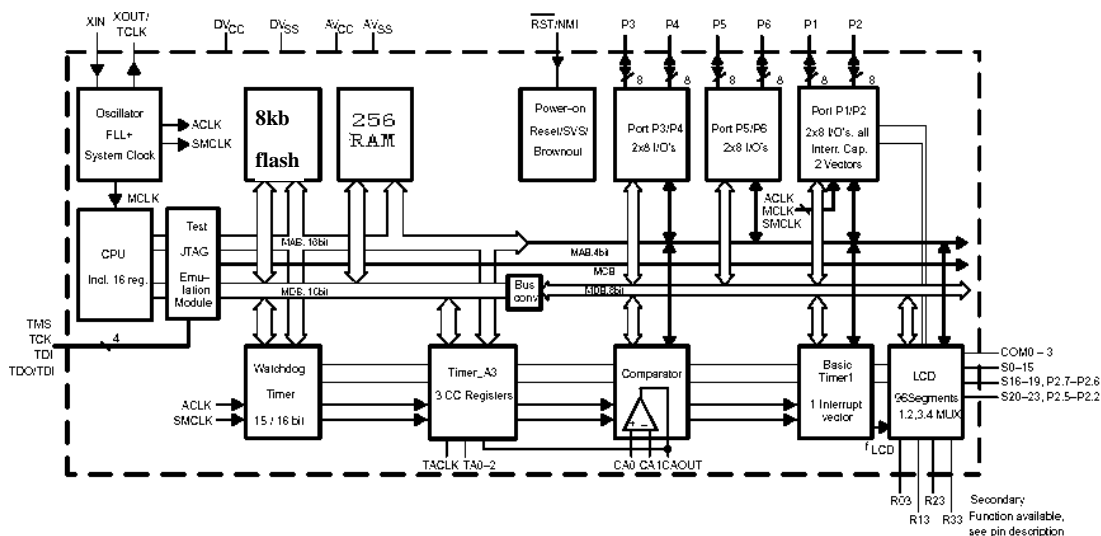 XIN
XOUT/
TCLK
DVCC
DVSS
AVCC
AVSS
RST/NMI
P3
P4
P5
P6
P1
P2
8
8
8
8
8
8
Oscillator
FLL+
System Clock
ACLK
SMCLK
8kb
flash
256
RAM
Power-on
Reset/SVS/
Brownout
Port P3/P4
2x8 I/O's
Port P5/P6
2x8 I/O's
Port P1/P2
2x8 I/O's. all
Interr. Cap.
2 Vectors
MCLK
ACLK
MCLK
SMCLK
CPU
Incl. 16 reg.
Test
JTAG
Emu-
lation
Module
MAB. 16bit
MAB.4bit
MCB
MDB. 16bit
Bus
conv
MDB.8bit
TMS
TCK
TDI
TDO/TDI
4
Watchdog
Timer
15 / 16 bit
ACLK
SMCLK
Timer_A3
3 CC Registers
TACLK
TA0-2
Comparator
+
−
CA0
CA1
CAOUT
Basic
Timer1
1 Interrupt
vector
fLCD
LCD
96Segments
1.2,3.4 MUX
COM0 – 3
S0–15
S16–19, P2.7–P2.6
S20–23, P2.5–P2.2
R03
R13
R23
R33
Secondary
Function available,
see pin description